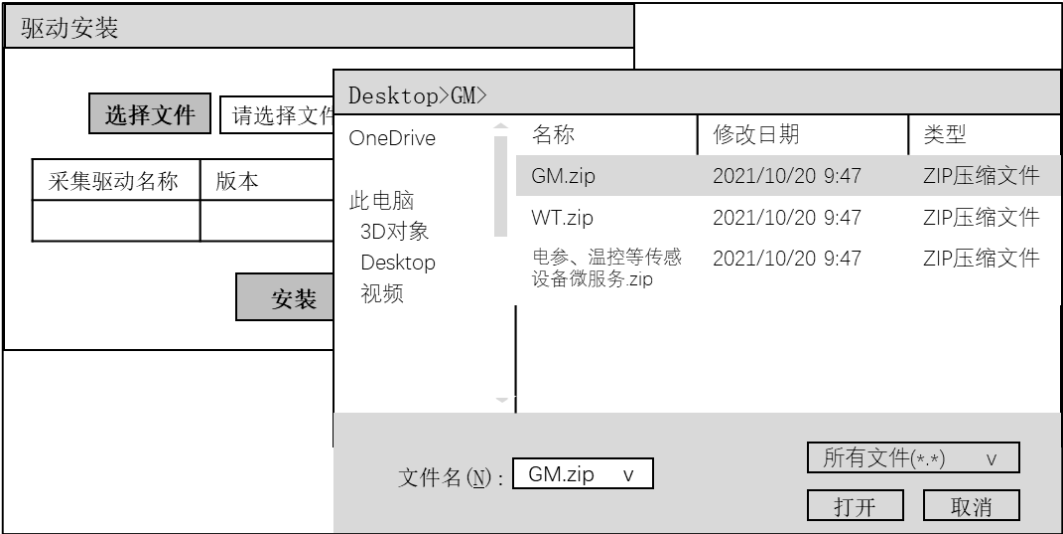 驱动安装
选择文件 请选择文件
采集驱动名称 版本
安装
Desktop>GM>
OneDrive
此电脑
3D对象
Desktop
视频
名称 修改日期 类型
GM.zip 2021/10/20 9:47 ZIP压缩文件
WT.zip 2021/10/20 9:47 ZIP压缩文件
电参、温控等传感 2021/10/20 9:47 ZIP压缩文件
设备微服务.zip
文件名(N): GM.zip v
所有文件(*.*) v
打开 取消